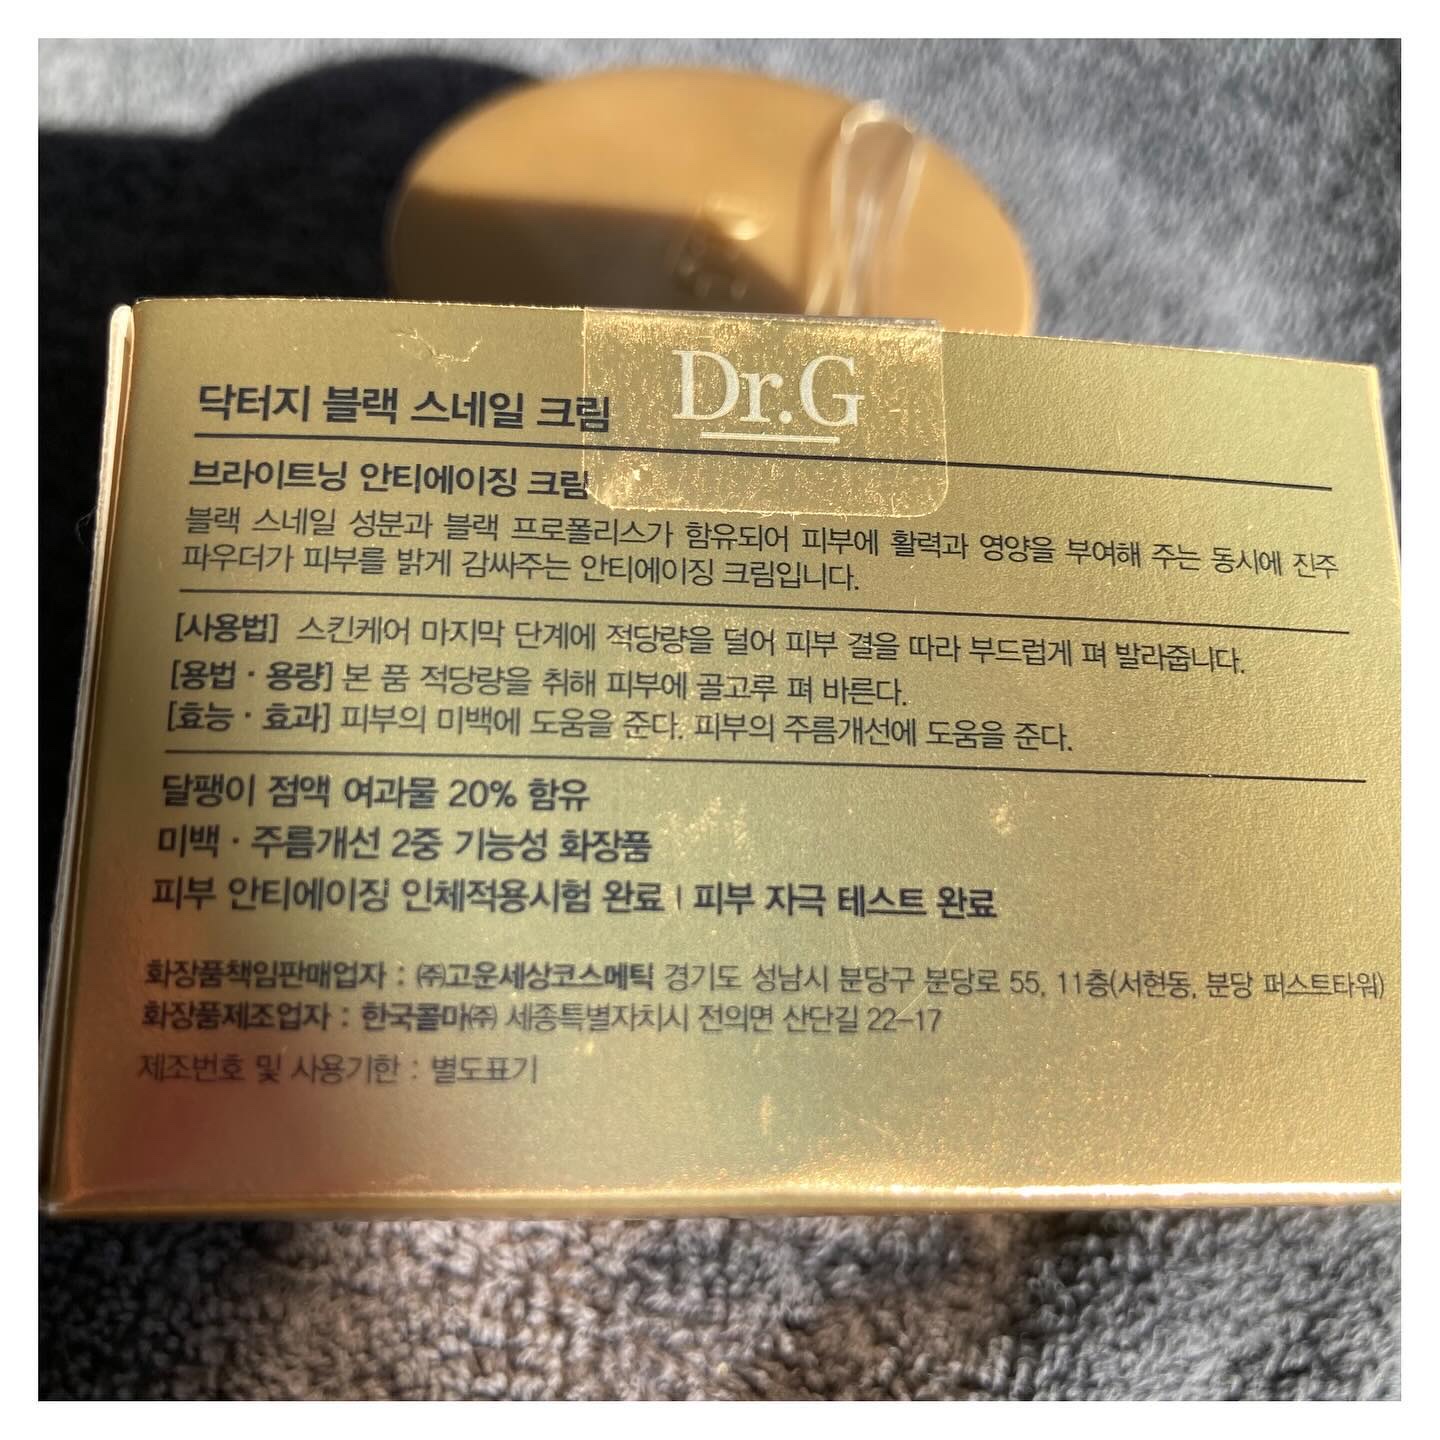 Dr.G
닥터지 블랙 스네일 크림
브라이트닝 안티에이징 크림
블랙 스네일 성분과 블랙 프로폴리스가 함유되어 피부에 활력과 영양을 부여해 주는 동시에 진주
파우더가 피부를 밝게 감싸주는 안티에이징 크림입니다.
[사용법] 스킨케어 마지막 단계에 적당량을 덜어 피부 결을 따라 부드럽게 펴 발라줍니다.
[용법 · 용량] 본 품 적당량을 취해 피부에 골고루 펴 바른다.
[효능 · 효과] 피부의 미백에 도움을 준다. 피부의 주름개선에 도움을 준다.
달팽이 점액 여과물 20% 함유
미백 · 주름개선 2중 기능성 화장품
피부 안티에이징 인체적용시험 완료 | 피부 자극 테스트 완료
화장품책임판매업자 : ㈜고운세상코스메틱 경기도 성남시 분당구 분당로 55, 11층(서현동, 분당 퍼스트타워)
화장품제조업자 : 한국콜마㈜ 세종특별자치시 전의면 산단길 22-17
제조번호 및 사용기한 : 별도표기